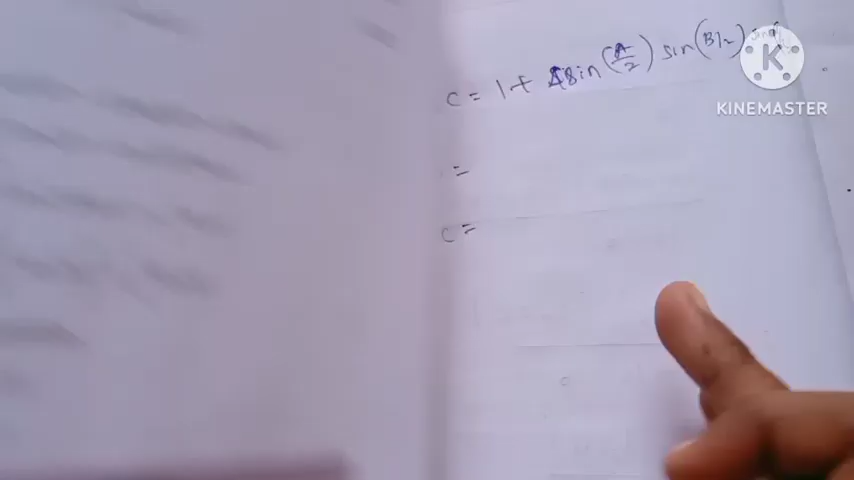 C = 1 + 4sin(A/2) sin(B/2)
=
C =
KINEMASTER